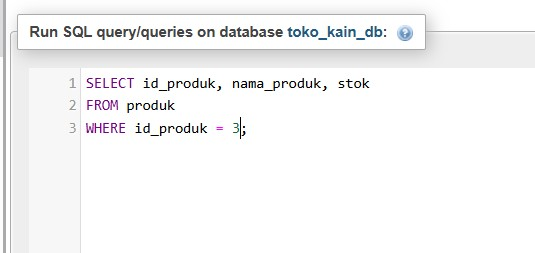 Run SQL query/queries on database toko_kain_db:
1 SELECT id_produk, nama_produk, stok
2 FROM produk
3 WHERE id_produk = 3;